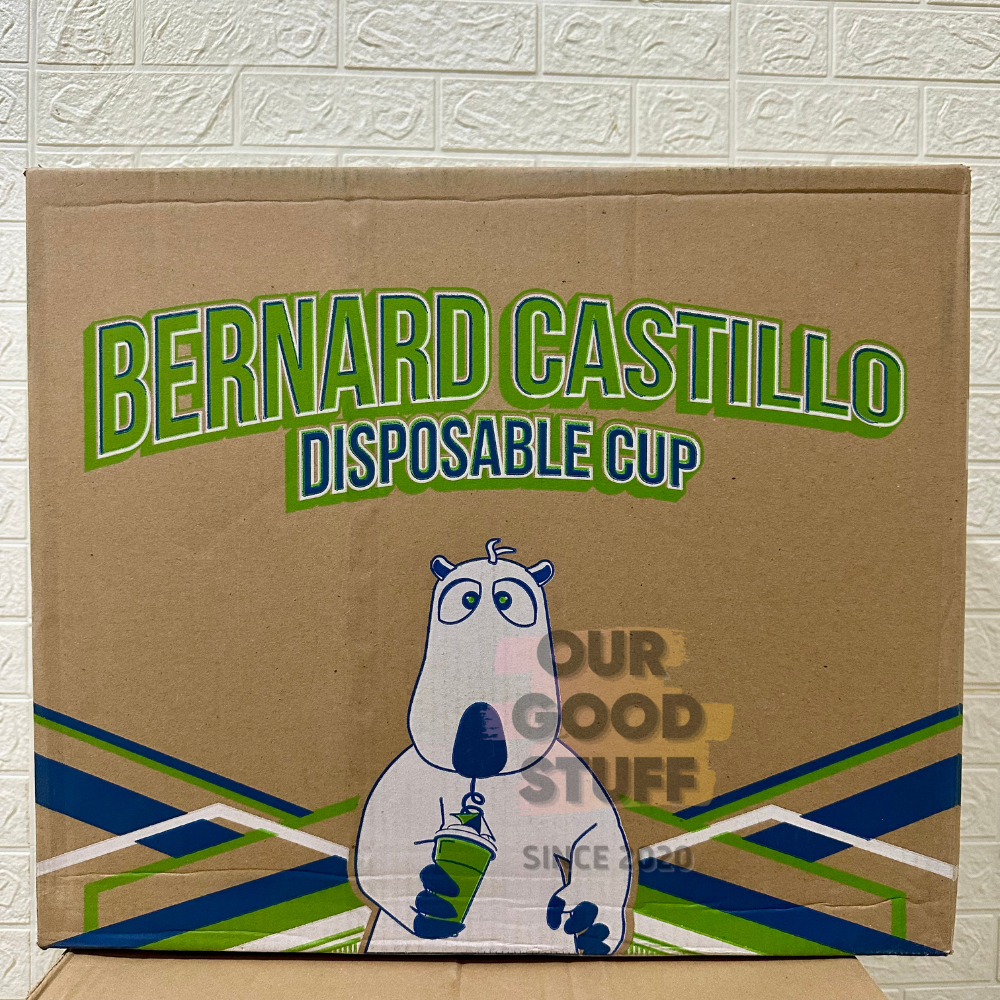 BERNARD CASTILLO
DISPOSABLE CUP
OUR
GOOD
STUFF
SINCE 2020